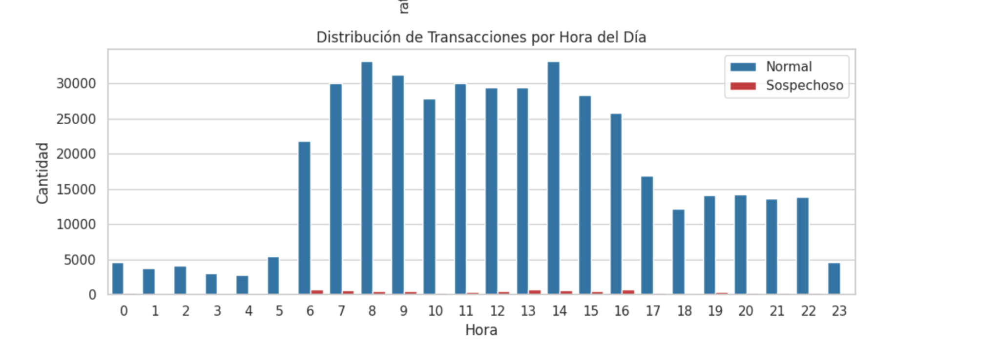 Distribución de Transacciones por Hora del Día
Normal
Sospechoso
Cantidad
30000
25000
20000
15000
10000
5000
0
0 1 2 3 4 5 6 7 8 9 10 11 12 13 14 15 16 17 18 19 20 21 22 23
Hora